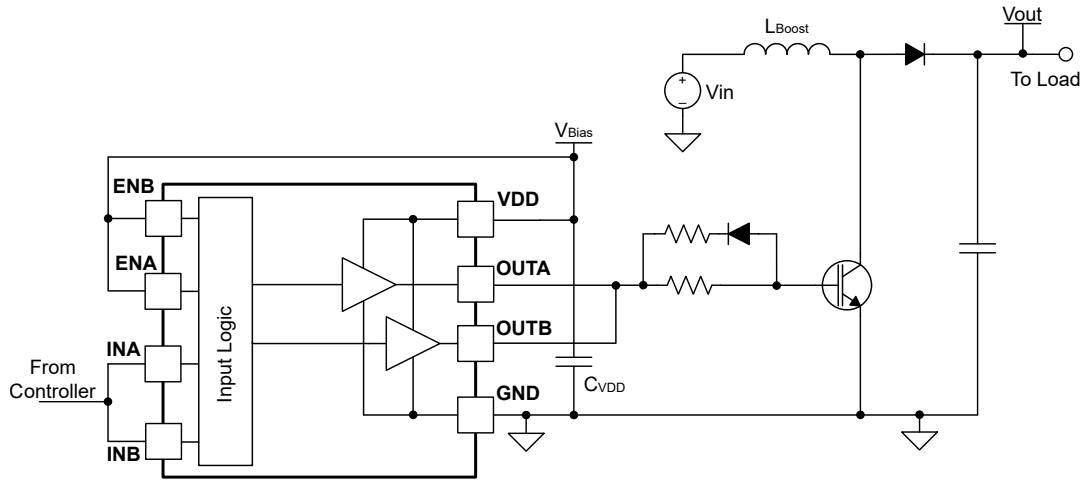 Vout
LBoost
To Load
+
Vin
−
VBias
ENB
VDD
ENA
OUTA
INA
OUTB
Input Logic
From
Controller
CVDD
GND
INB